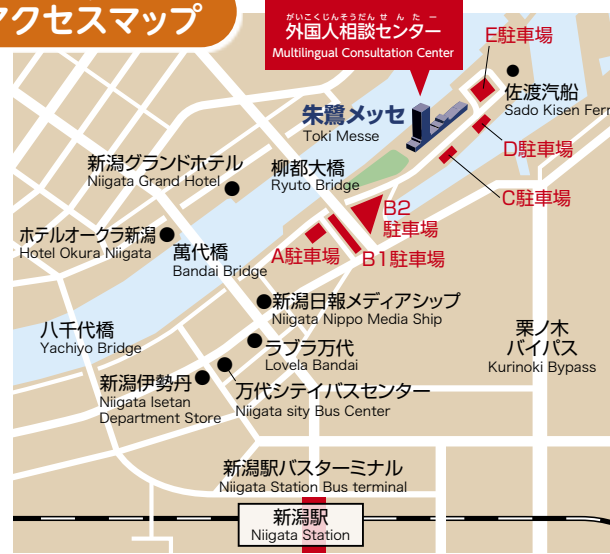 アクセスマップ
がいこくじんそうだんせんたー
外国人相談センター
Multilingual Consultation Center
E駐車場
佐渡汽船
Sado Kisen Ferr
朱鷺メッセ
Toki Messe
D駐車場
新潟グランドホテル
Niigata Grand Hotel
柳都大橋
Ryuto Bridge
C駐車場
B2
駐車場
ホテルオークラ新潟
Hotel Okura Niigata
萬代橋
Bandai Bridge
A駐車場
B1駐車場
新潟日報メディアシップ
Niigata Nippo Media Ship
八千代橋
Yachiyo Bridge
ラブラ万代
Lovela Bandai
栗ノ木
バイパス
Kurinoki Bypass
新潟伊勢丹
Niigata Isetan
Department Store
万代シテイバスセンター
Niigata sity Bus Center
新潟駅バスターミナル
Niigata Station Bus terminal
新潟駅
Niigata Station